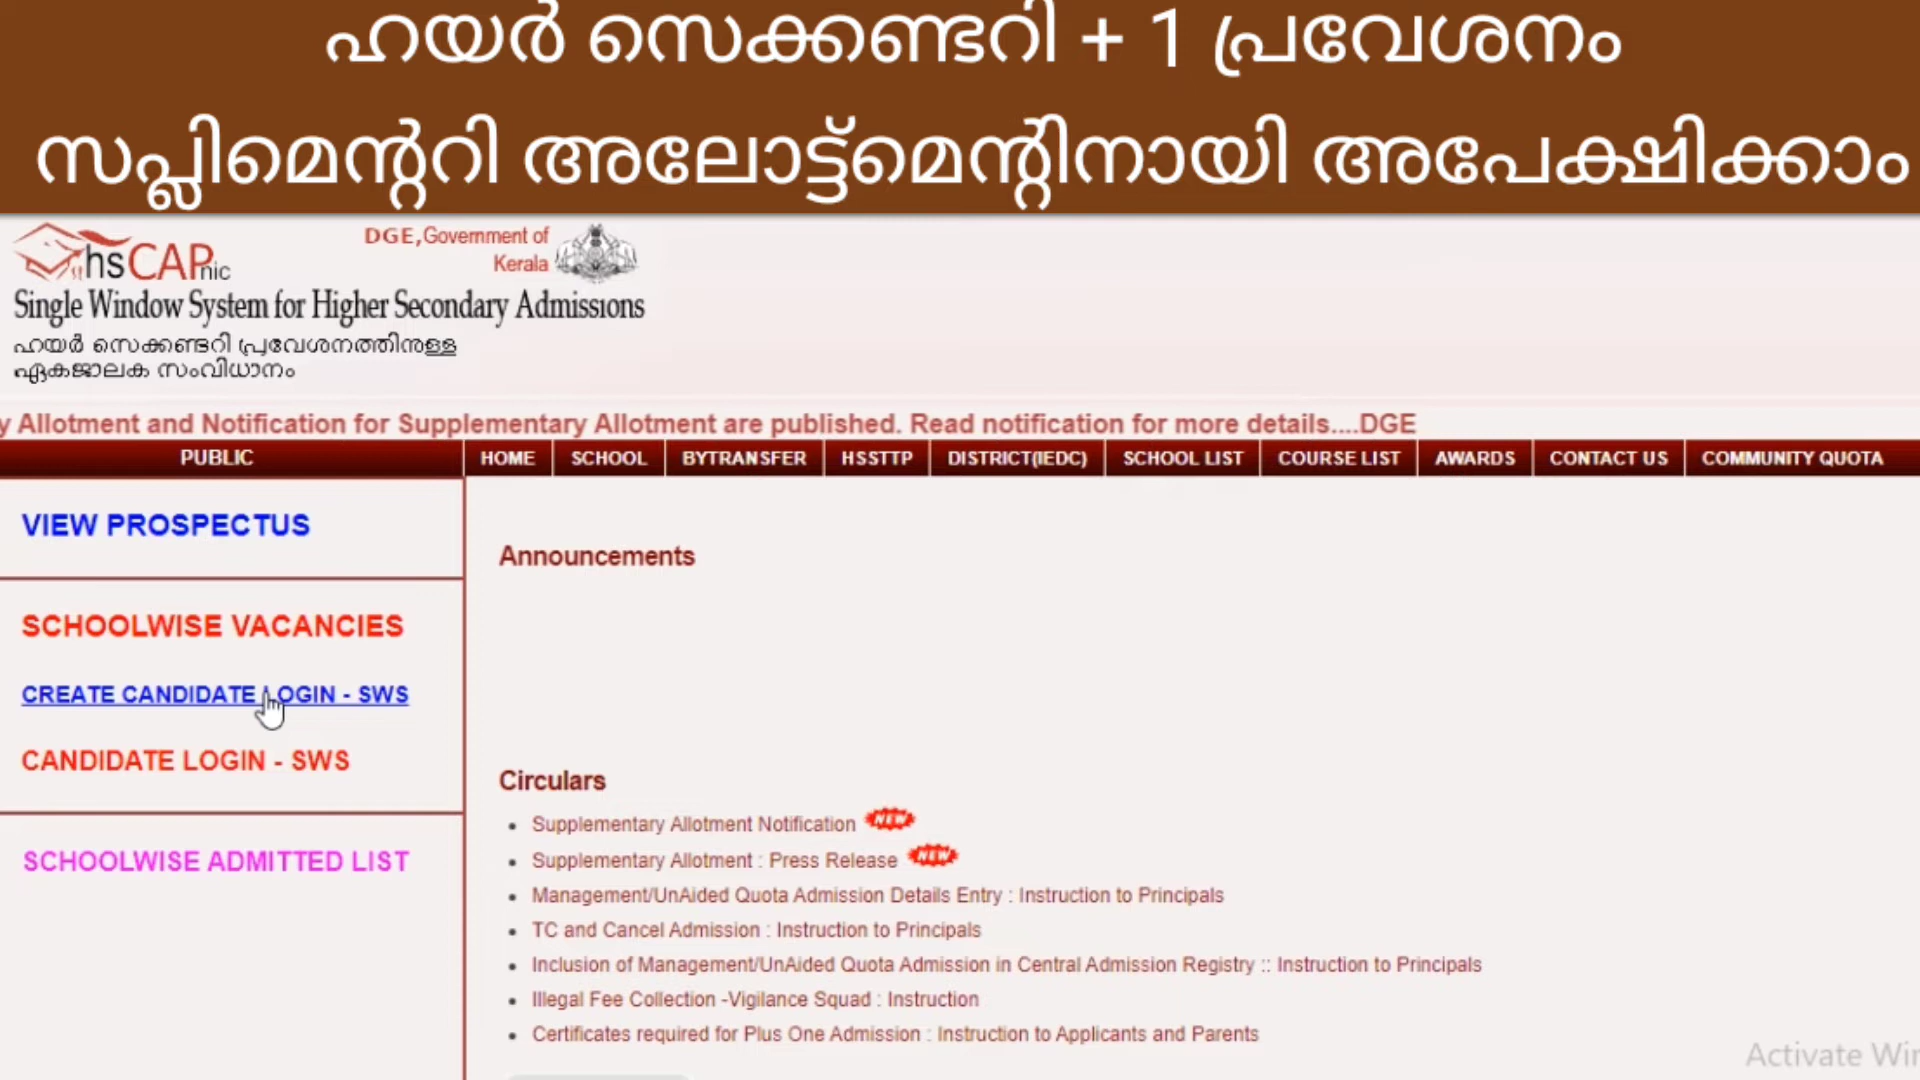 ഹയർ സെക്കണ്ടറി + 1 പ്രവേശനം
സപ്ലിമെന്ററി അലോട്ട്മെന്റിനായി അപേക്ഷിക്കാം
hsCAPnic
DGE,Government of
Kerala
Single Window System for Higher Secondary Admissions
ഹയർ സെക്കണ്ടറി പ്രവേശനത്തിനുള്ള
ഏകജാലക സംവിധാനം
y Allotment and Notification for Supplementary Allotment are published. Read notification for more details....DGE
PUBLIC HOME SCHOOL BYTRANSFER HSSTTP DISTRICT(IEDC) SCHOOL LIST COURSE LIST AWARDS CONTACT US COMMUNITY QUOTA
VIEW PROSPECTUS
SCHOOLWISE VACANCIES
CREATE CANDIDATE LOGIN - SWS
CANDIDATE LOGIN - SWS
SCHOOLWISE ADMITTED LIST
Announcements
Circulars
• Supplementary Allotment Notification NEW
• Supplementary Allotment : Press Release NEW
• Management/UnAided Quota Admission Details Entry : Instruction to Principals
• TC and Cancel Admission : Instruction to Principals
• Inclusion of Management/UnAided Quota Admission in Central Admission Registry :: Instruction to Principals
• Illegal Fee Collection -Vigilance Squad : Instruction
• Certificates required for Plus One Admission : Instruction to Applicants and Parents
Activate Wi